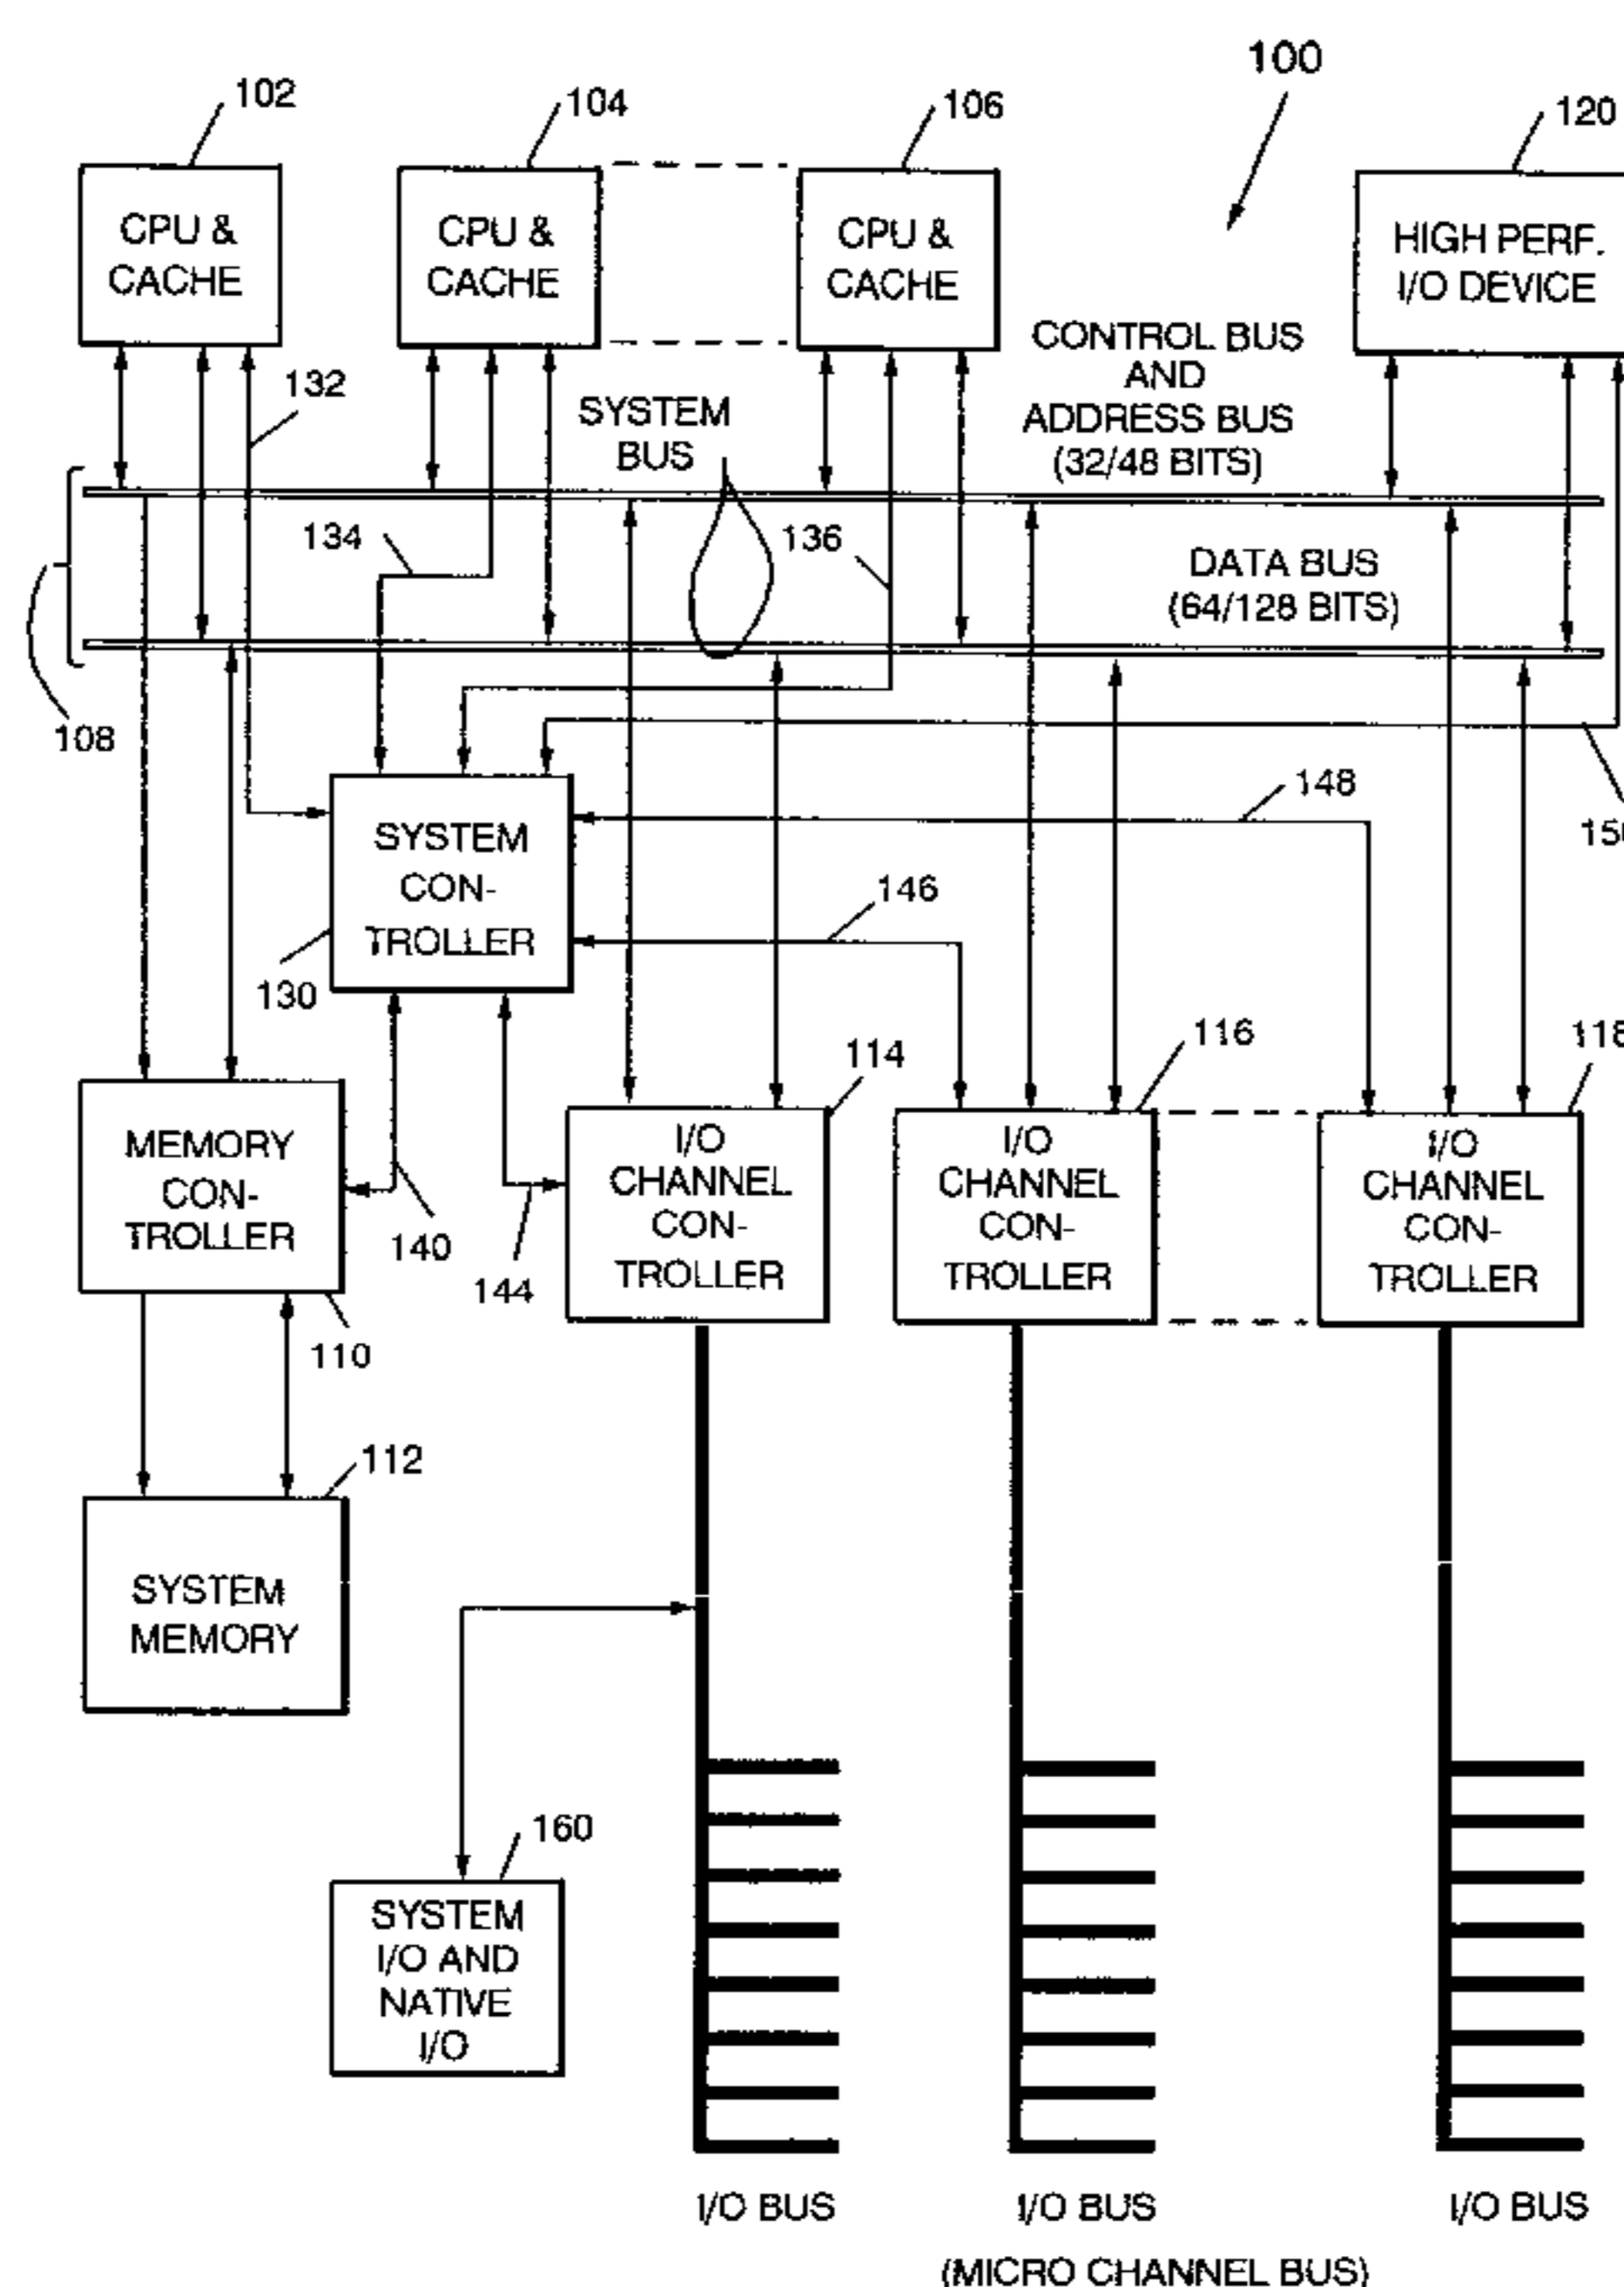 100
102
104
106
120
CPU &
CACHE
CPU &
CACHE
CPU &
CACHE
HIGH PERF.
I/O DEVICE
CONTROL BUS
AND
ADDRESS BUS
(32/48 BITS)
132
SYSTEM
BUS
134
136
DATA BUS
(64/128 BITS)
108
148
SYSTEM
CON-
TROLLER
146
130
114
116
MEMORY
CON-
TROLLER
140
144
I/O
CHANNEL
CON-
TROLLER
I/O
CHANNEL
CON-
TROLLER
I/O
CHANNEL
CON-
TROLLER
110
112
SYSTEM
MEMORY
160
SYSTEM
I/O AND
NATIVE
I/O
I/O BUS
I/O BUS
I/O BUS
(MICRO CHANNEL BUS)